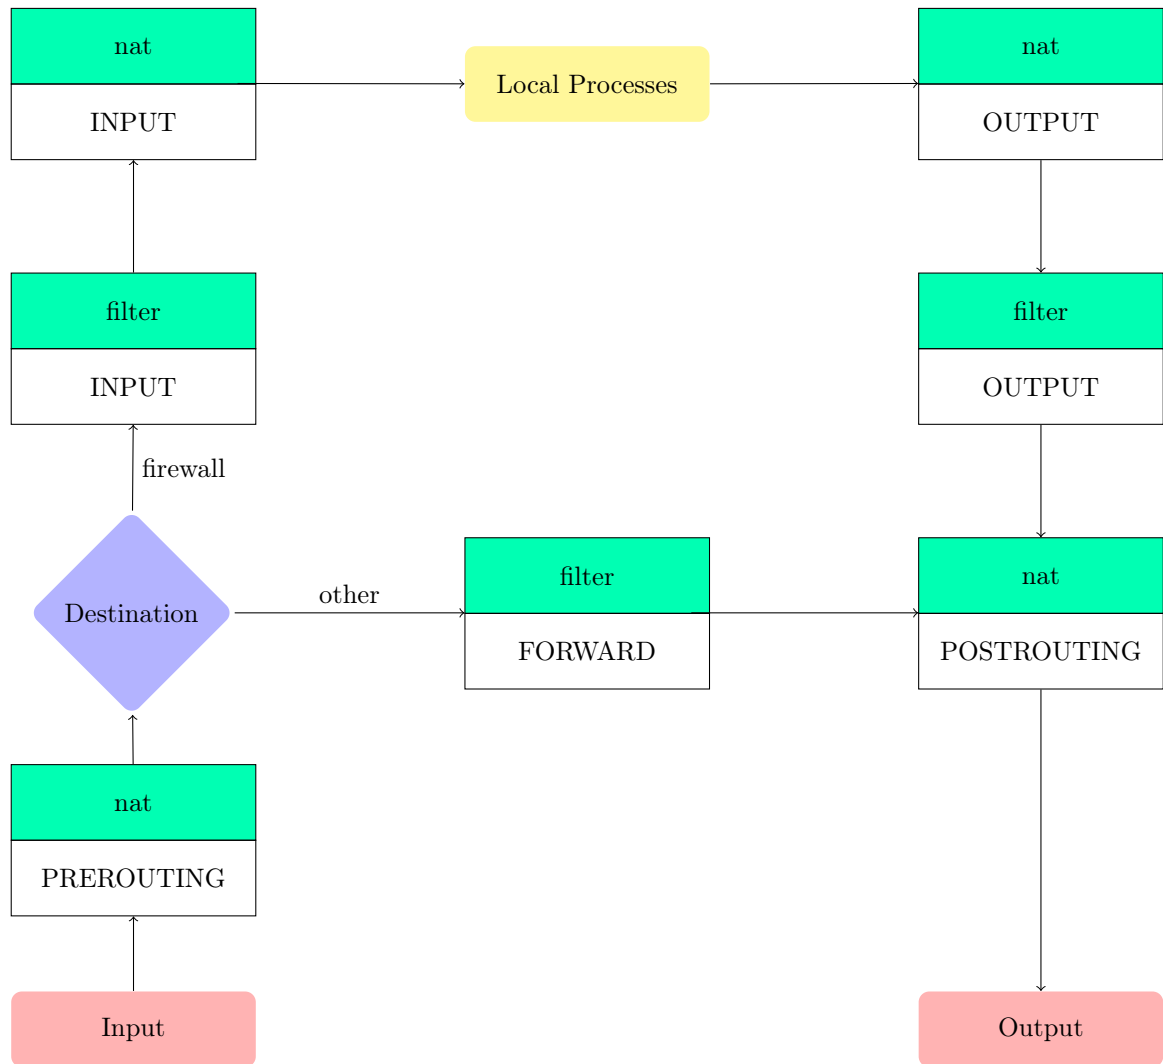 nat
INPUT
Local Processes
nat
OUTPUT
filter
INPUT
filter
OUTPUT
firewall
Destination
other
filter
FORWARD
nat
POSTROUTING
nat
PREROUTING
Input
Output